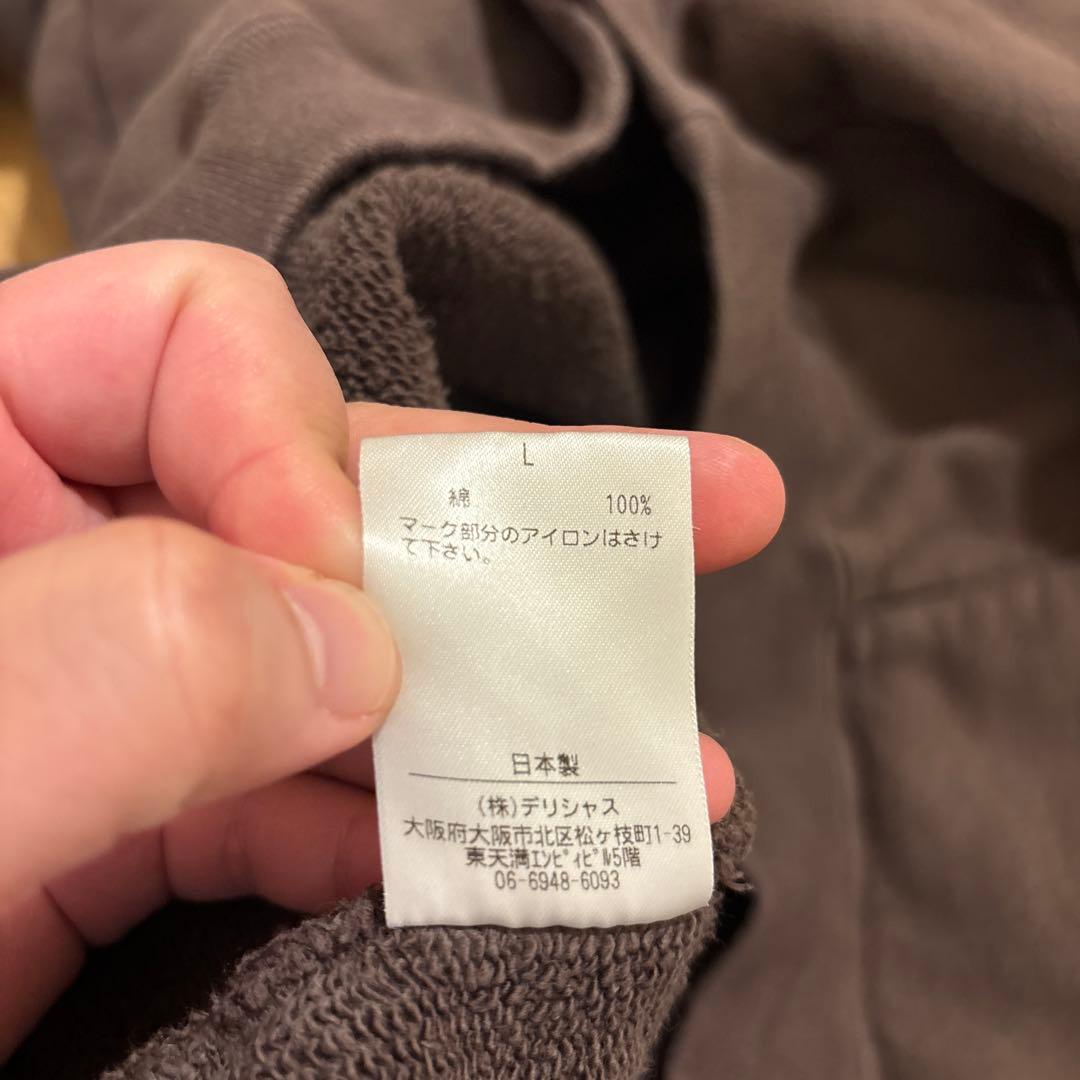 L
綿 100%
マーク部分のアイロンはさけ
て下さい。
日本製
(株)デリシャス
大阪府大阪市北区松ヶ枝町1-39
東天満ｴﾝﾋﾟｨﾋﾞﾙ5階
06-6948-6093